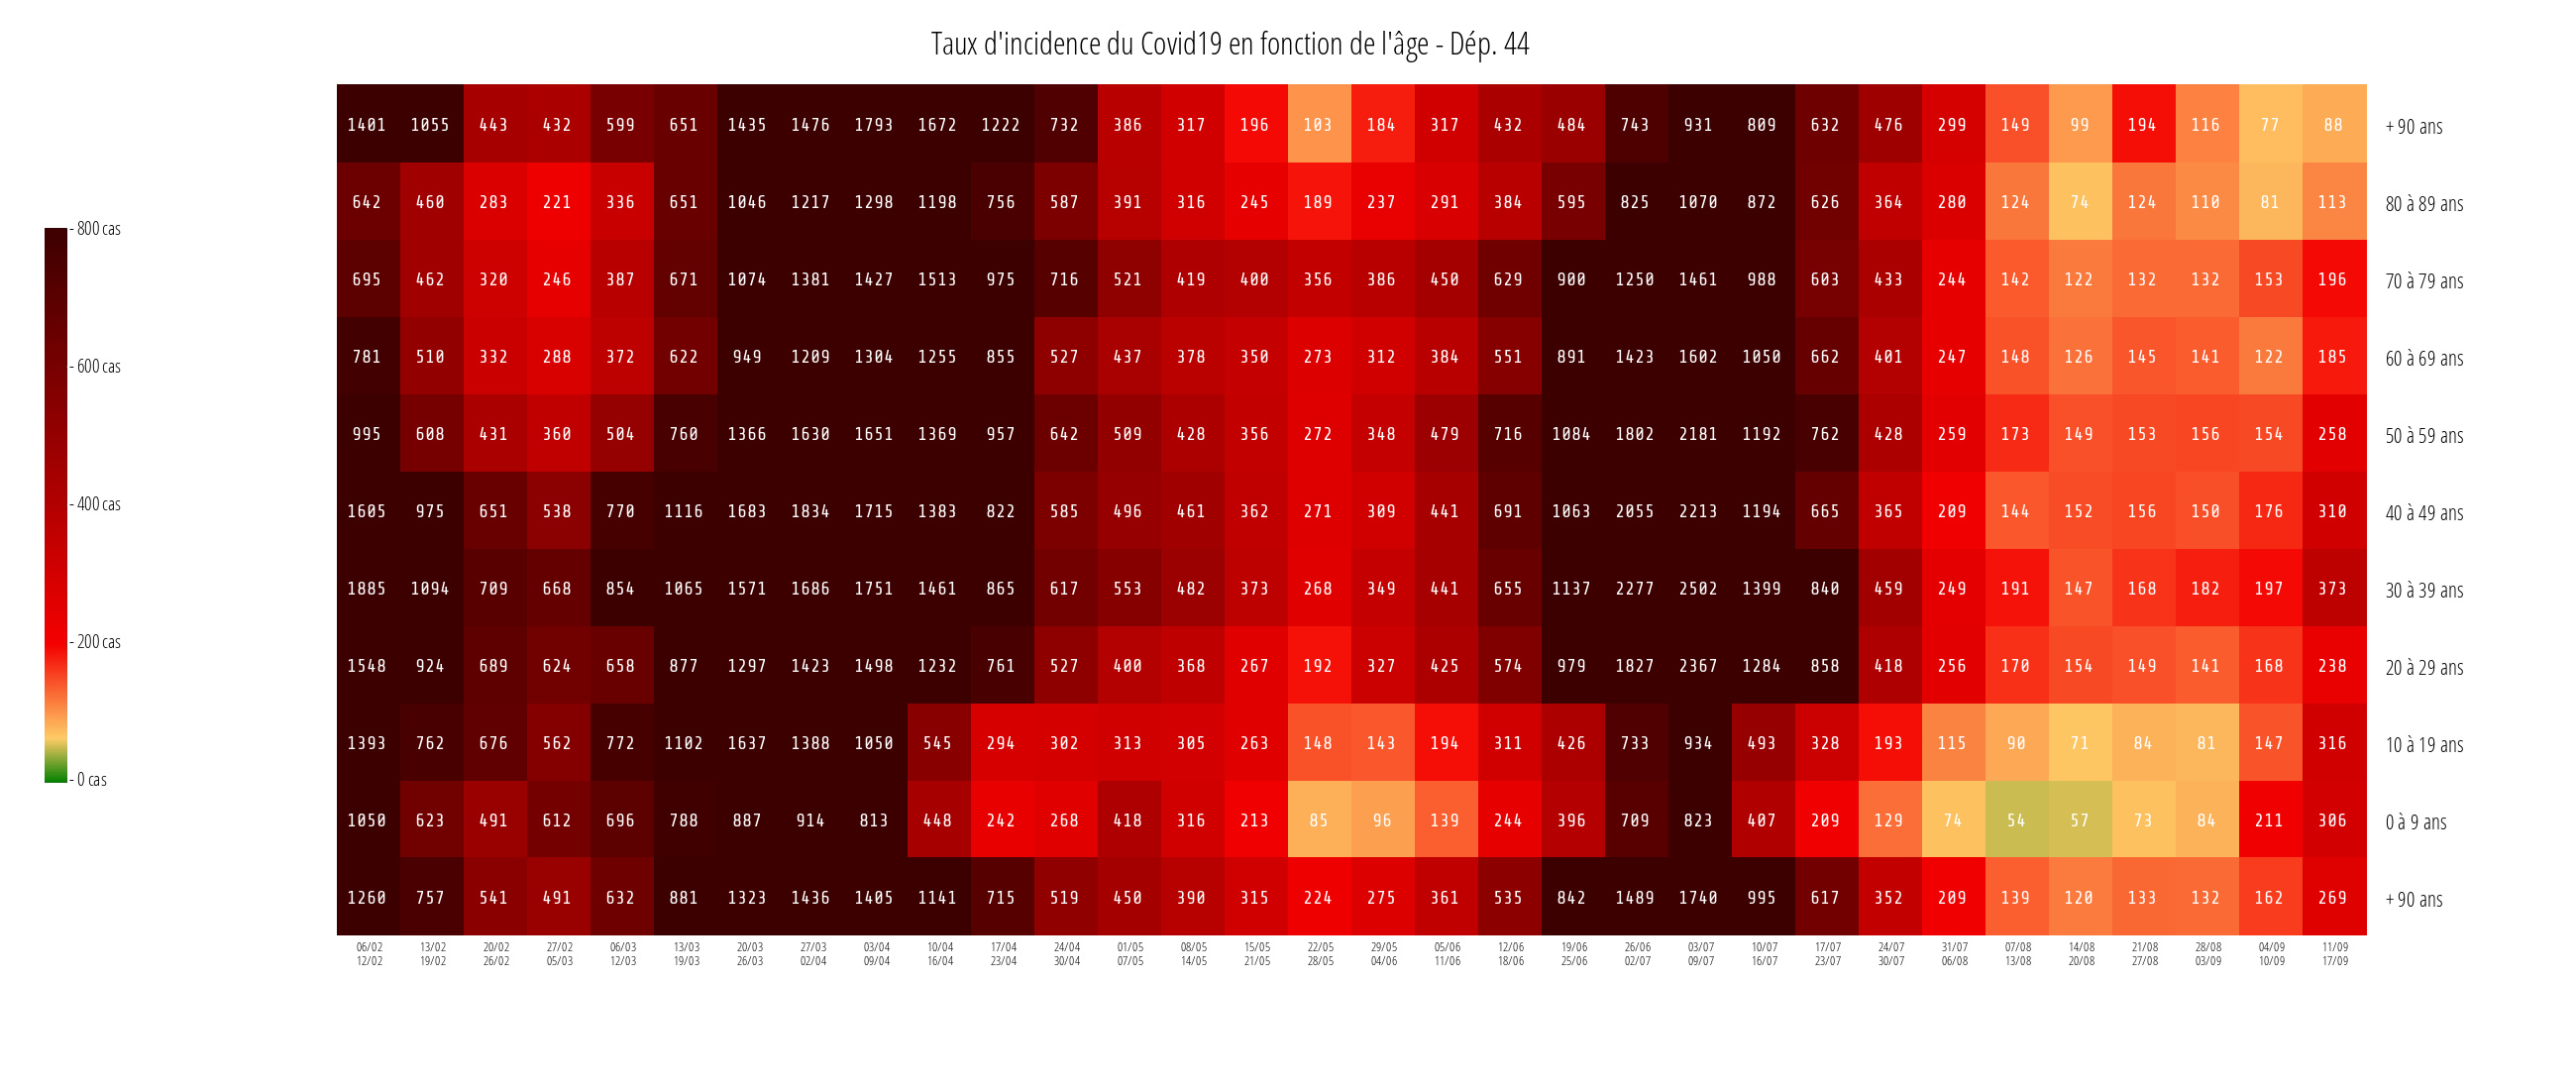 Taux d'incidence du Covid19 en fonction de l'âge - Dép. 44
1401 1055 443 432 599 651 1435 1476 1793 1672 1222 732 386 317 196 103 184 317 432 484 743 931 809 632 476 299 149 99 194 116 77 88 + 90 ans
642 460 283 221 336 651 1046 1217 1298 1198 756 587 391 316 245 189 237 291 384 595 825 1070 872 626 364 280 124 74 124 110 81 113 80 à 89 ans
- 800 cas
695 462 320 246 387 671 1074 1381 1427 1513 975 716 521 419 400 356 386 450 629 900 1250 1461 988 603 433 244 142 122 132 132 153 196 70 à 79 ans
781 510 332 288 372 622 949 1209 1304 1255 855 527 437 378 350 273 312 384 551 891 1423 1602 1050 662 401 247 148 126 145 141 122 185 60 à 69 ans
- 600 cas
995 608 431 360 504 760 1366 1630 1651 1369 957 642 509 428 356 272 348 479 716 1084 1802 2181 1192 762 428 259 173 149 153 156 154 258 50 à 59 ans
- 400 cas
1605 975 651 538 770 1116 1683 1834 1715 1383 822 585 496 461 362 271 309 441 691 1063 2055 2213 1194 665 365 209 144 152 156 150 176 310 40 à 49 ans
1885 1094 709 668 854 1065 1571 1686 1751 1461 865 617 553 482 373 268 349 441 655 1137 2277 2502 1399 840 459 249 191 147 168 182 197 373 30 à 39 ans
- 200 cas
1548 924 689 624 658 877 1297 1423 1498 1232 761 527 400 368 267 192 327 425 574 979 1827 2367 1284 858 418 256 170 154 149 141 168 238 20 à 29 ans
1393 762 676 562 772 1102 1637 1388 1050 545 294 302 313 305 263 148 143 194 311 426 733 934 493 328 193 115 90 71 84 81 147 316 10 à 19 ans
- 0 cas
1050 623 491 612 696 788 887 914 813 448 242 268 418 316 213 85 96 139 244 396 709 823 407 209 129 74 54 57 73 84 211 306 0 à 9 ans
1260 757 541 491 632 881 1323 1436 1405 1141 715 519 450 390 315 224 275 361 535 842 1489 1740 995 617 352 209 139 120 133 132 162 269 + 90 ans
06/02 13/02 20/02 27/02 06/03 13/03 20/03 27/03 03/04 10/04 17/04 24/04 01/05 08/05 15/05 22/05 29/05 05/06 12/06 19/06 26/06 03/07 10/07 17/07 24/07 31/07 07/08 14/08 21/08 28/08 04/09 11/09
12/02 19/02 26/02 05/03 12/03 19/03 26/03 02/04 09/04 16/04 23/04 30/04 07/05 14/05 21/05 28/05 04/06 11/06 18/06 25/06 02/07 09/07 16/07 23/07 30/07 06/08 13/08 20/08 27/08 03/09 10/09 17/09